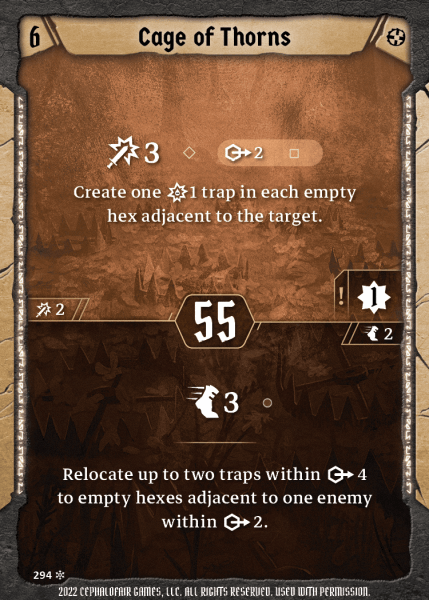 6
Cage of Thorns
3
2
Create one 1 trap in each empty
hex adjacent to the target.
! 1
2
55
2
3
Relocate up to two traps within 4
to empty hexes adjacent to one enemy
within 2.
294
2022 CEPHALOFAIR GAMES, LLC. ALL RIGHTS RESERVED. USED WITH PERMISSION.